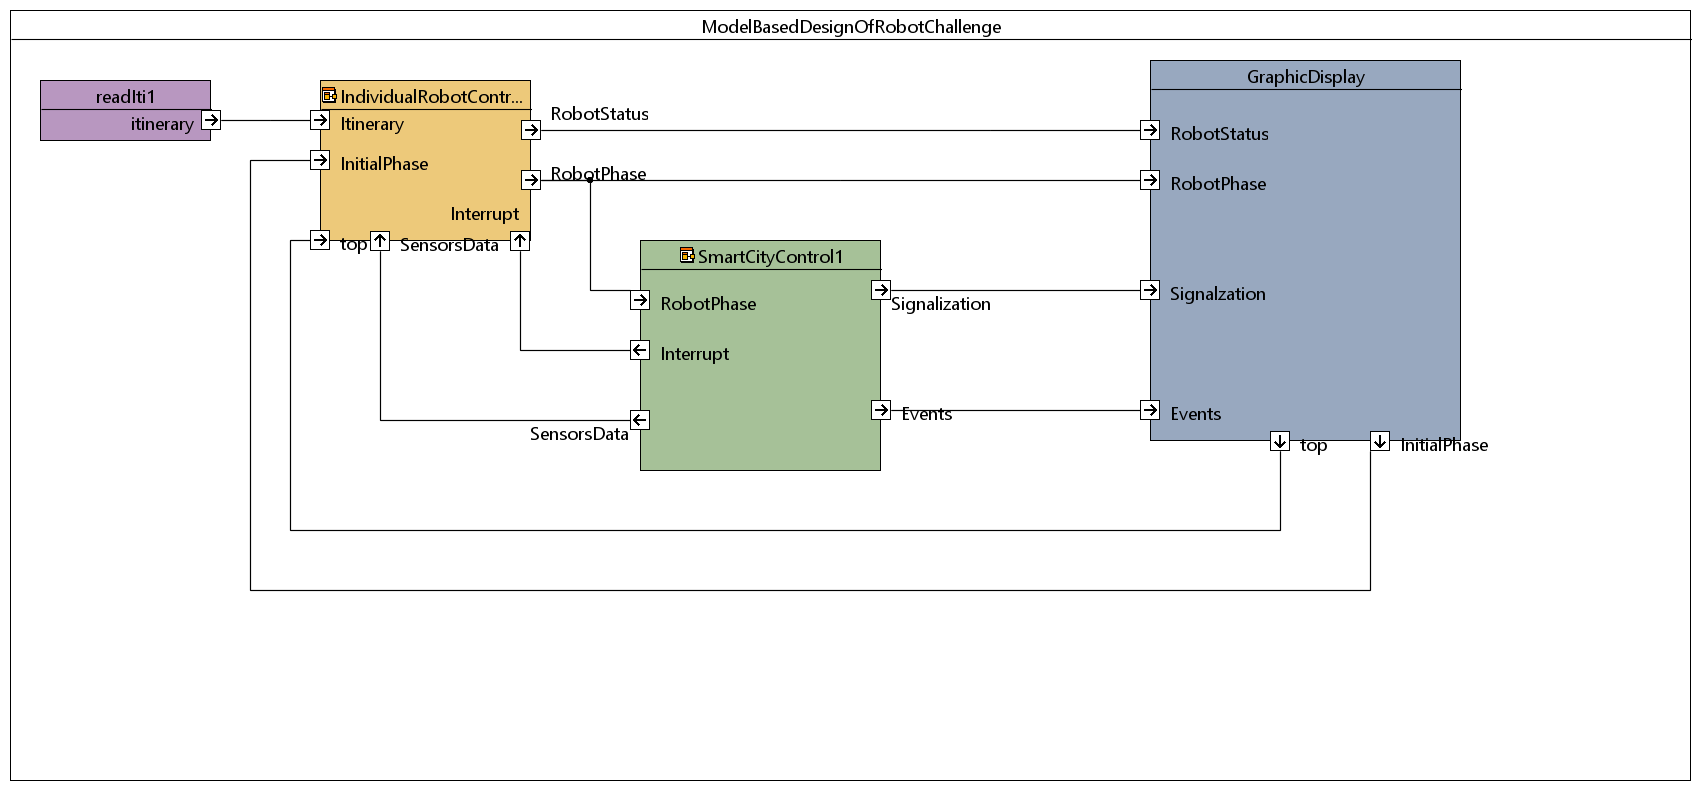 ModelBasedDesignOfRobotChallenge
readIti1
itinerary
IndividualRobotContr...
Itinerary
InitialPhase
Interrupt
top
SensorsData
RobotStatus
RobotPhase
SmartCityControl1
RobotPhase
Interrupt
SensorsData
Signalization
Events
GraphicDisplay
RobotStatus
RobotPhase
Signalzation
Events
top
InitialPhase